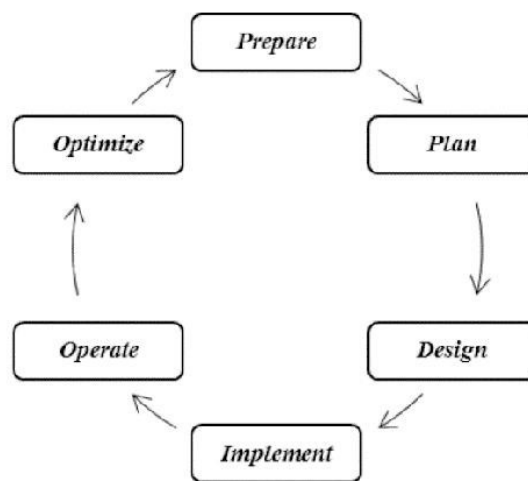 Prepare
Plan
Design
Implement
Operate
Optimize